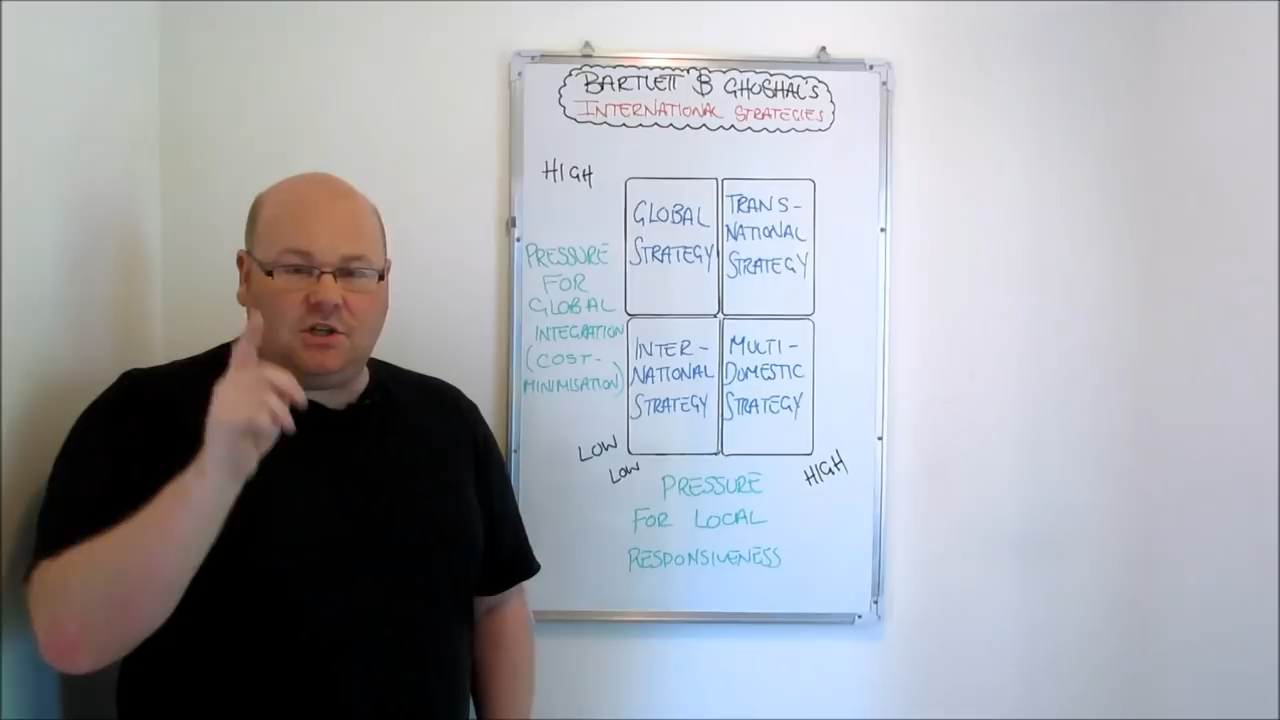 BARTLETT & GHOSHAL'S
INTERNATIONAL STRATEGIES
HIGH
GLOBAL
STRATEGY
TRANS-
NATIONAL
STRATEGY
PRESSURE
FOR
GLOBAL
INTEGRATION
(COST-
MINIMISATION)
INTER-
NATIONAL
STRATEGY
MULTI-
DOMESTIC
STRATEGY
LOW
LOW
HIGH
PRESSURE
FOR LOCAL
RESPONSIVENESS